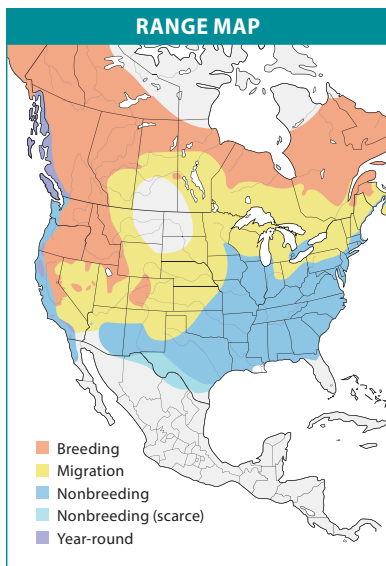 RANGE MAP
Breeding
Migration
Nonbreeding
Nonbreeding (scarce)
Year-round